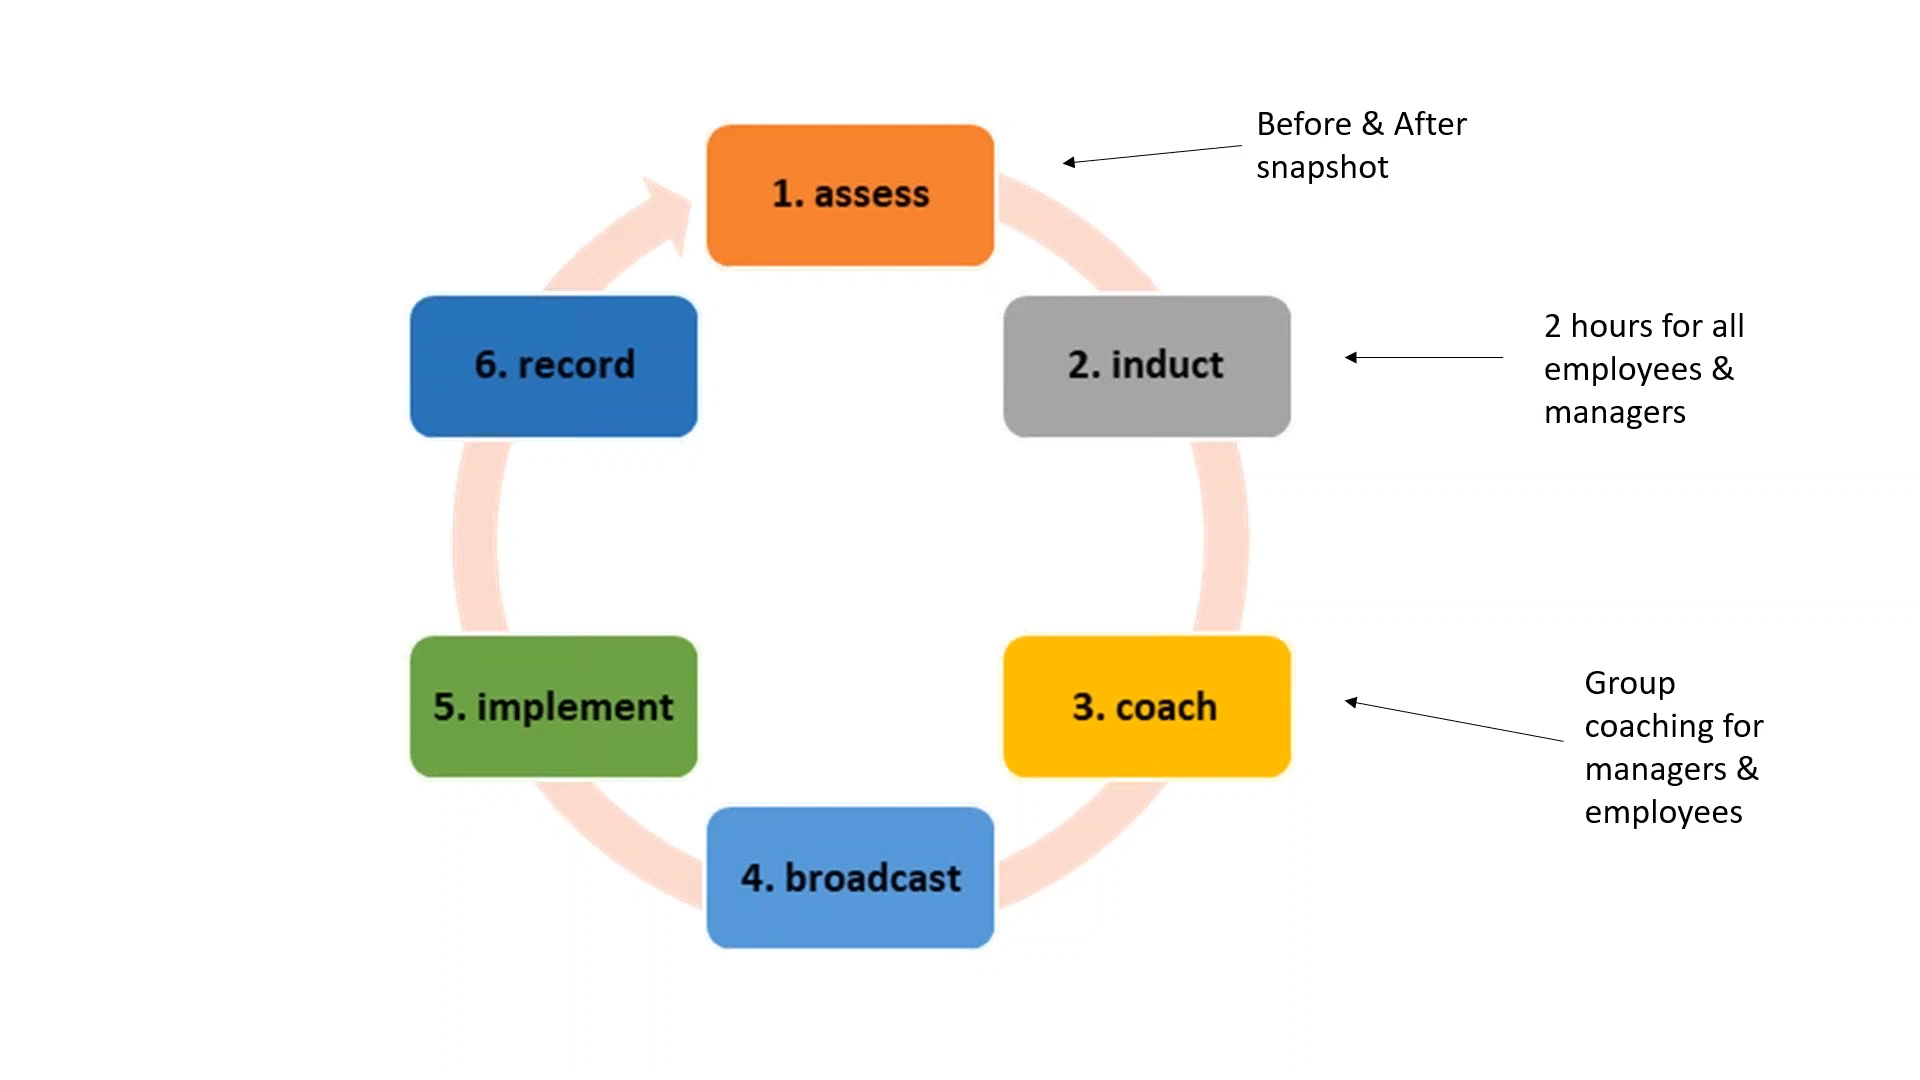 1. assess
Before & After
snapshot
2. induct
2 hours for all
employees &
managers
3. coach
Group
coaching for
managers &
employees
4. broadcast
5. implement
6. record